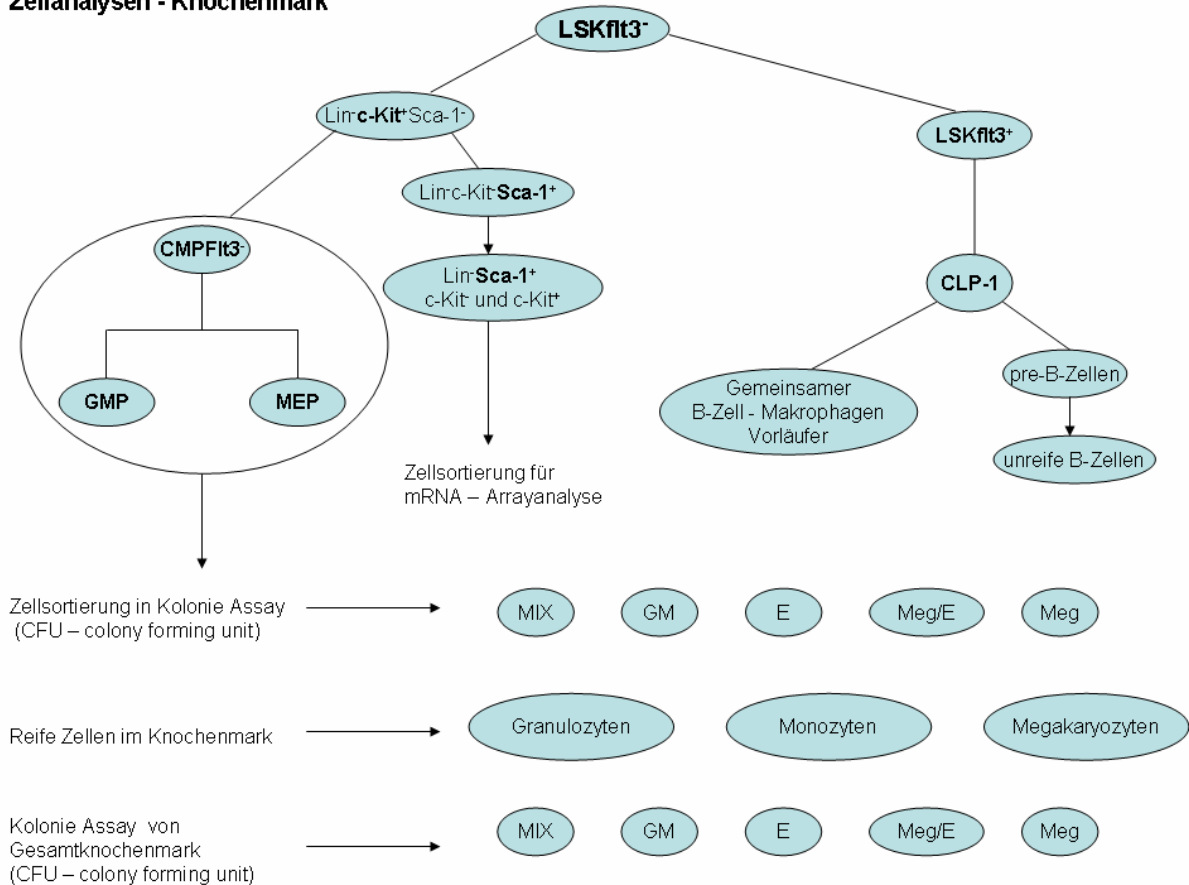 Zellanalysen - Knochenmark
LSKflt3⁻
Lin⁻c-Kit⁺Sca-1⁻
LSKflt3⁺
Lin⁻c-Kit⁻Sca-1⁺
CMPFlt3⁻
Lin⁻Sca-1⁺
c-Kit⁻ und c-Kit⁺
CLP-1
GMP
MEP
Gemeinsamer
B-Zell - Makrophagen
Vorläufer
pre-B-Zellen
unreife B-Zellen
Zellsortierung für
mRNA – Arrayanalyse
Zellsortierung in Kolonie Assay
(CFU – colony forming unit)
MIX
GM
E
Meg/E
Meg
Reife Zellen im Knochenmark
Granulozyten
Monozyten
Megakaryozyten
Kolonie Assay von
Gesamtknochenmark
(CFU – colony forming unit)
MIX
GM
E
Meg/E
Meg